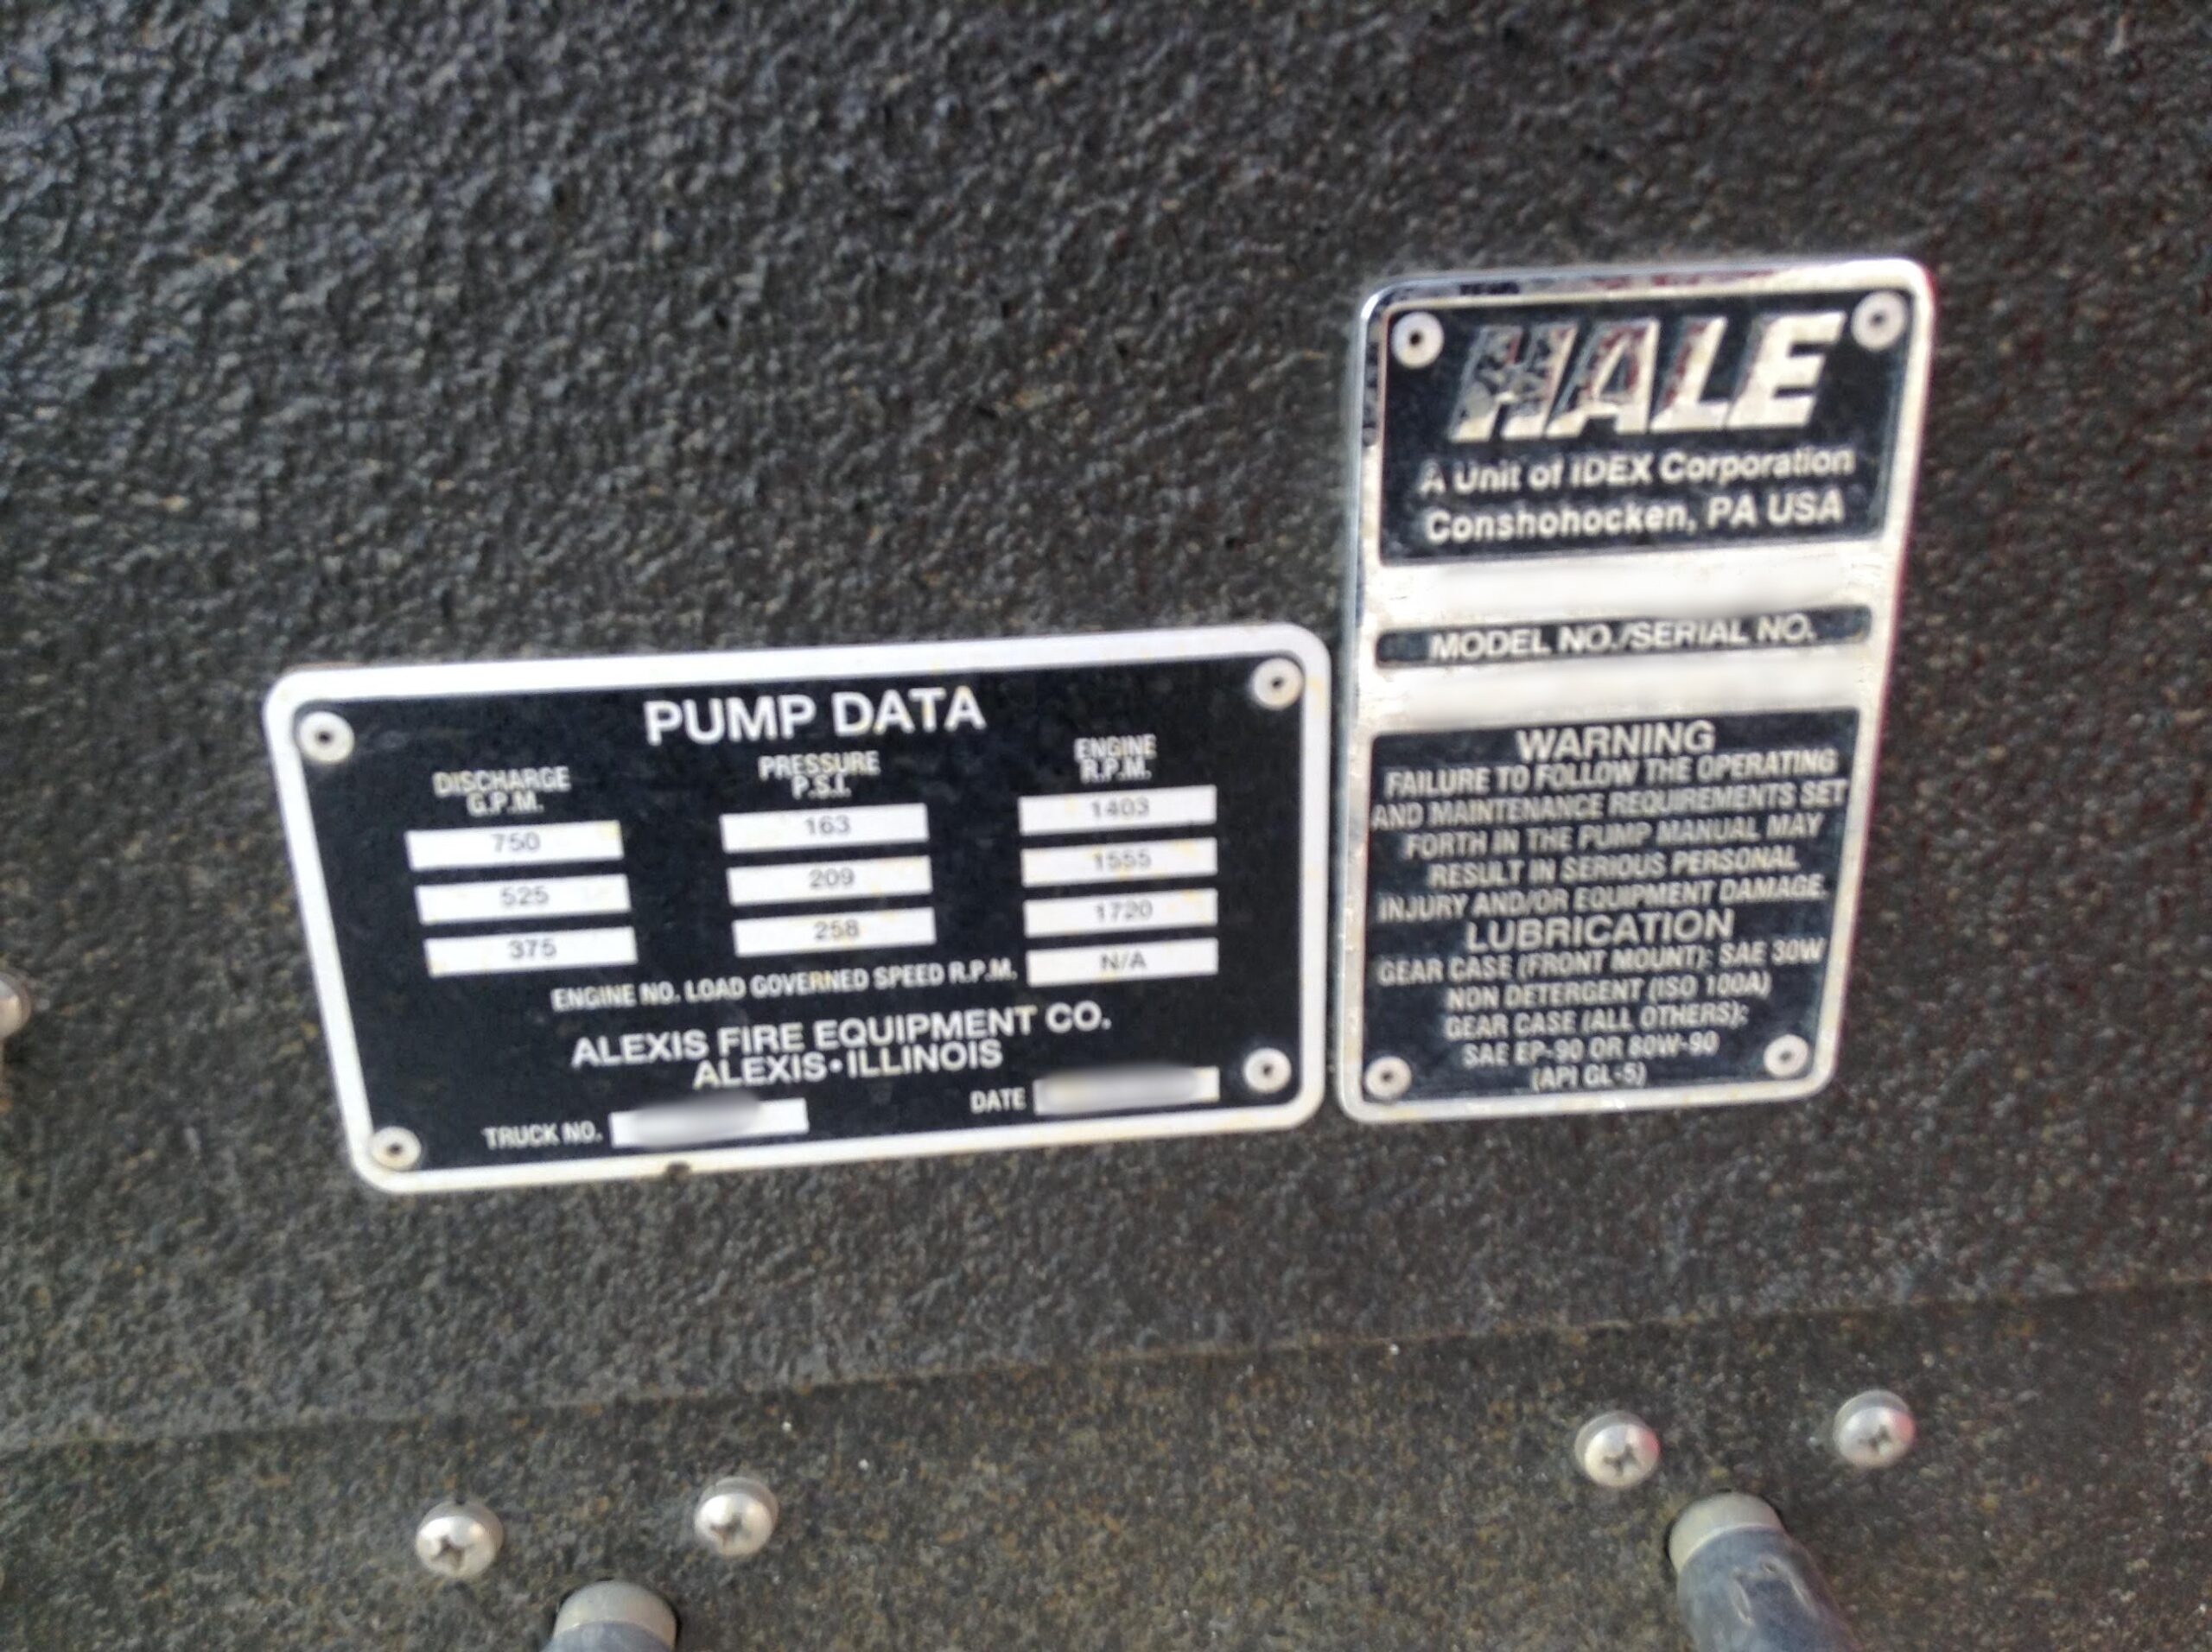 PUMP DATA
DISCHARGE G.P.M. PRESSURE P.S.I. ENGINE R.P.M.
750 163 1403
525 209 1555
375 258 1720
ENGINE NO. LOAD GOVERNED SPEED R.P.M. N/A
ALEXIS FIRE EQUIPMENT CO.
ALEXIS•ILLINOIS
TRUCK NO. DATE
HALE
A Unit of IDEX Corporation
Conshohocken, PA USA
MODEL NO./SERIAL NO.
WARNING
FAILURE TO FOLLOW THE OPERATING
AND MAINTENANCE REQUIREMENTS SET
FORTH IN THE PUMP MANUAL MAY
RESULT IN SERIOUS PERSONAL
INJURY AND/OR EQUIPMENT DAMAGE.
LUBRICATION
GEAR CASE (FRONT MOUNT): SAE 30W
NON DETERGENT (ISO 100A)
GEAR CASE (ALL OTHERS):
SAE EP-90 OR 80W-90
(API GL-5)